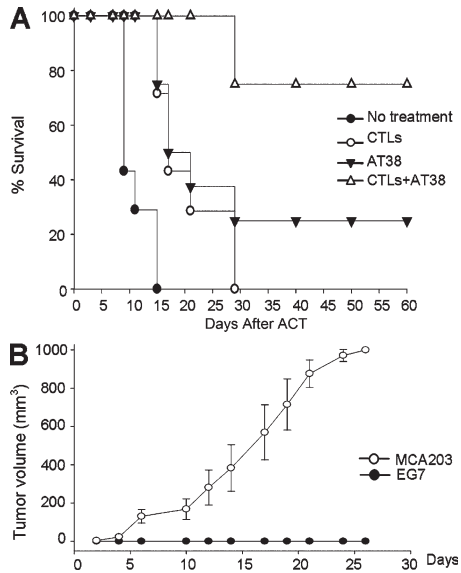 A
% Survival
100
80
60
40
20
0
0 5 10 15 20 25 30 35 40 45 50 55 60
Days After ACT
No treatment
CTLs
AT38
CTLs+AT38
B
Tumor volume (mm³)
1000
800
600
400
200
0
0 5 10 15 20 25 30
Days
MCA203
EG7